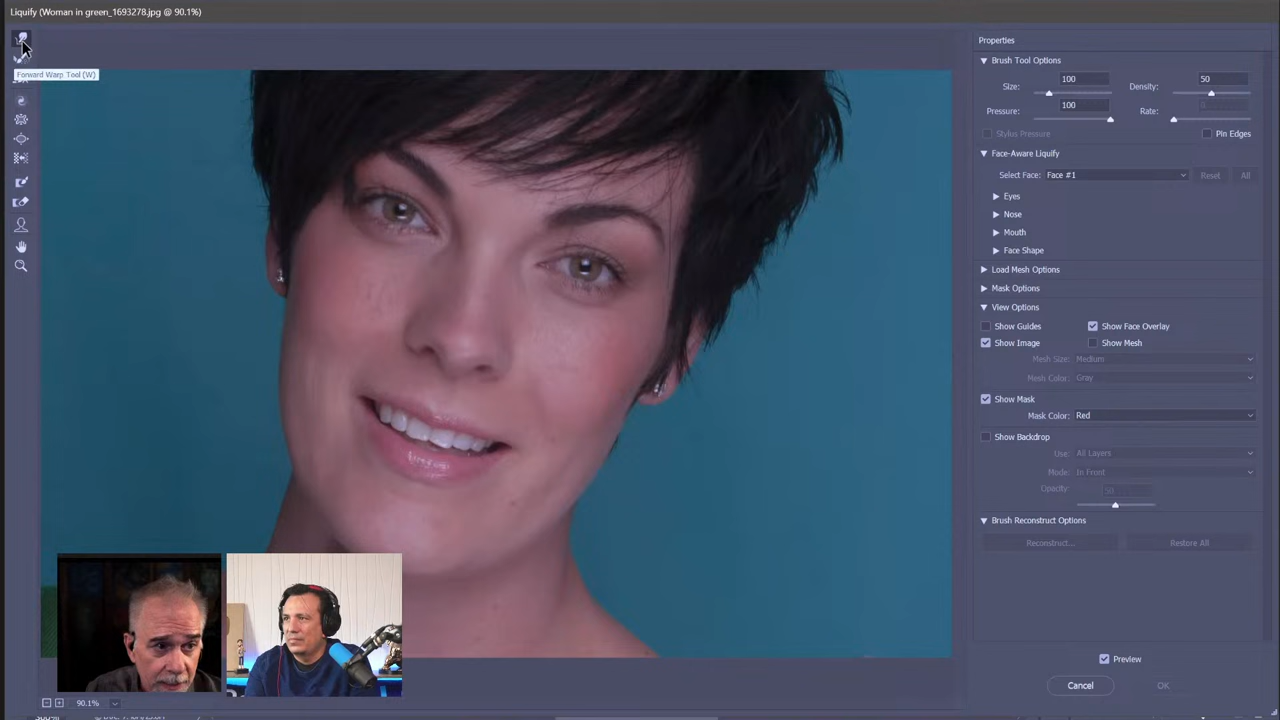 Liquify (Woman in green_1693278.jpg @ 90.1%)
Forward Warp Tool (W)
Properties
Brush Tool Options
Size: 100 Density: 50
Pressure: 100 Rate: 0
Stylus Pressure Pin Edges
Face-Aware Liquify
Select Face: Face #1 Reset All
Eyes
Nose
Mouth
Face Shape
Load Mesh Options
Mask Options
View Options
Show Guides Show Face Overlay
Show Image Show Mesh
Mesh Size: Medium
Mesh Color: Gray
Show Mask
Mask Color: Red
Show Backdrop
Use: All Layers
Mode: In Front
Opacity: 50
Brush Reconstruct Options
Reconstruct... Restore All
Preview
Cancel OK
90.1%